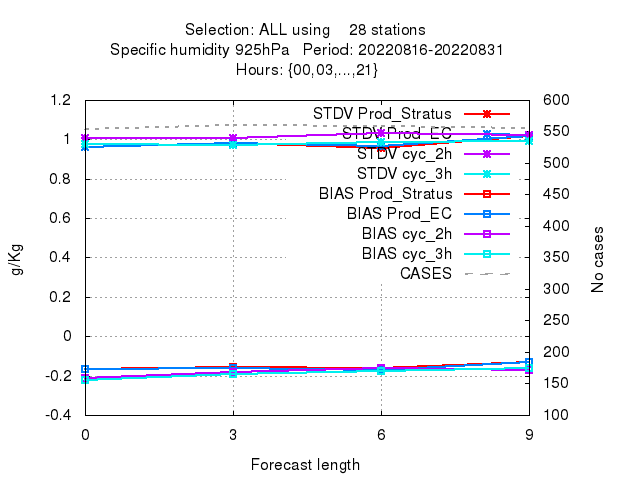 Selection: ALL using 28 stations
Specific humidity 925hPa Period: 20220816-20220831
Hours: {00,03,...,21}
1.2
1
0.8
0.6
0.4
0.2
0
-0.2
-0.4
g/Kg
STDV Prod_Stratus
STDV Prod_EC
STDV cyc_2h
STDV cyc_3h
BIAS Prod_Stratus
BIAS Prod_EC
BIAS cyc_2h
BIAS cyc_3h
CASES
600
550
500
450
400
350
300
250
200
150
100
No cases
0 3 6 9
Forecast length